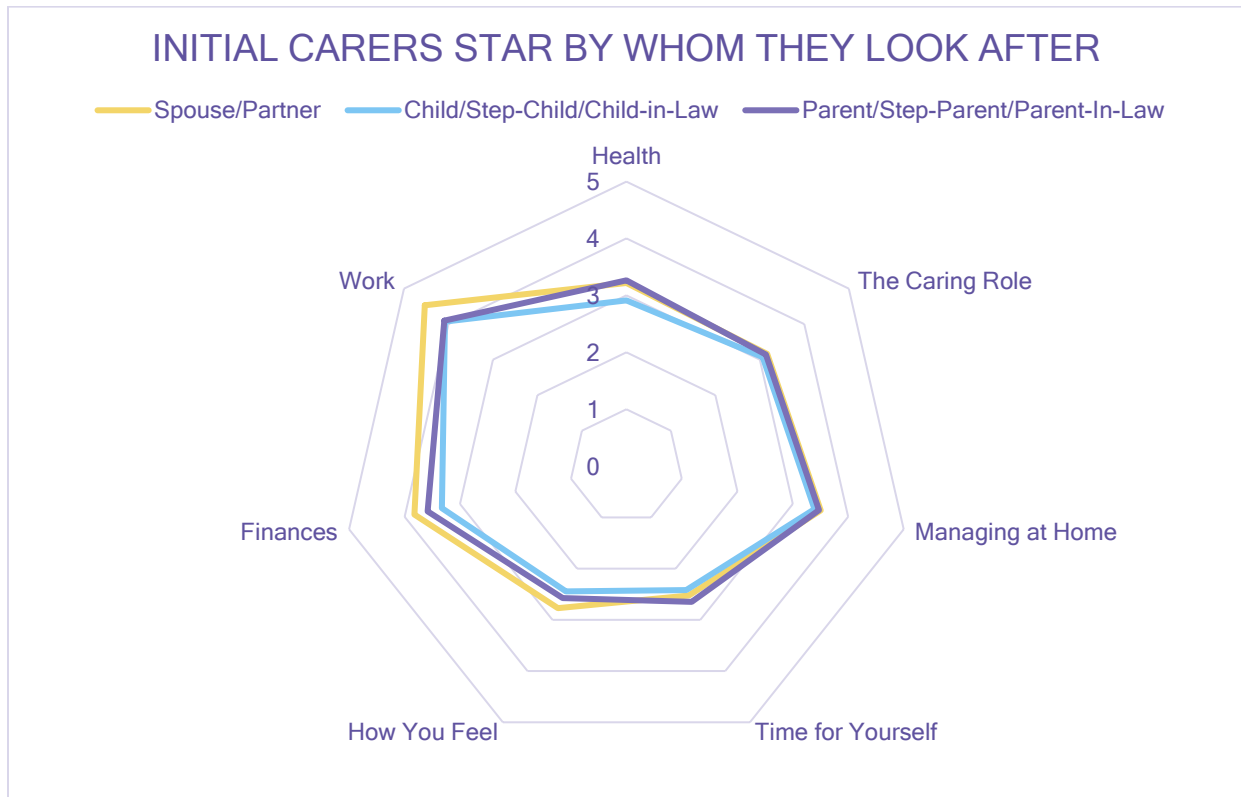 INITIAL CARERS STAR BY WHOM THEY LOOK AFTER
Spouse/Partner Child/Step-Child/Child-in-Law Parent/Step-Parent/Parent-In-Law
Health
5
4
Work The Caring Role
3
2
1
0
Finances Managing at Home
How You Feel Time for Yourself